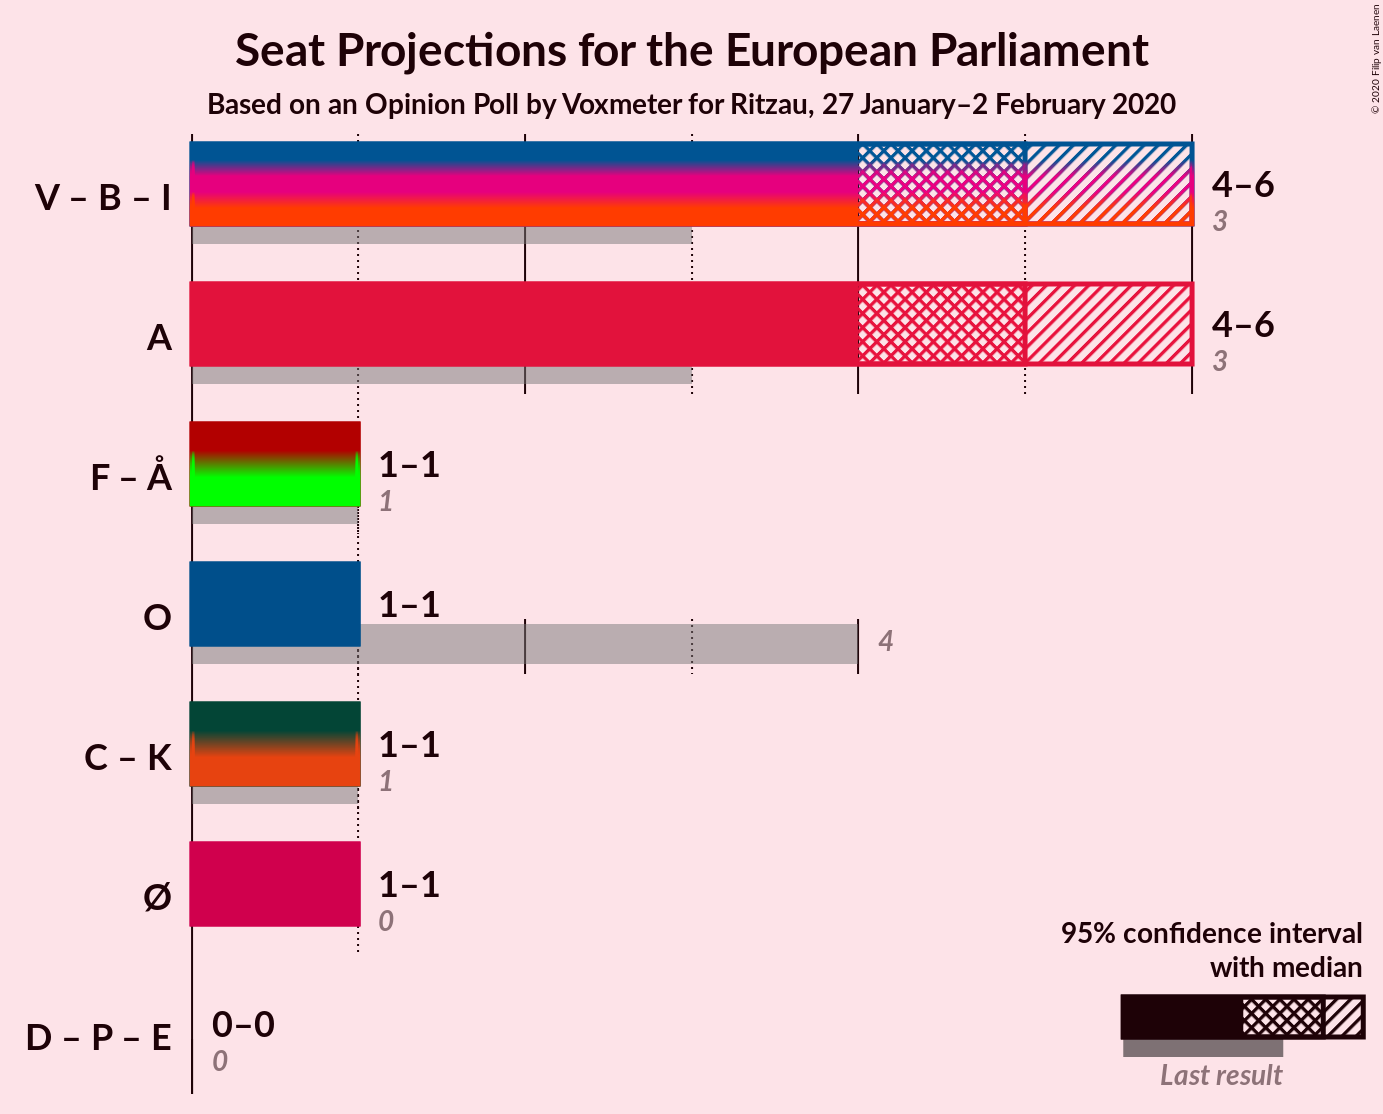 Seat Projections for the European Parliament
Based on an Opinion Poll by Voxmeter for Ritzau, 27 January–2 February 2020
© 2020 Filip van Laenen
V – B – I
4–6
3
A
4–6
3
F – Å
1–1
1
O
1–1
4
C – K
1–1
1
Ø
1–1
0
D – P – E
0–0
0
95% confidence interval
with median
Last result